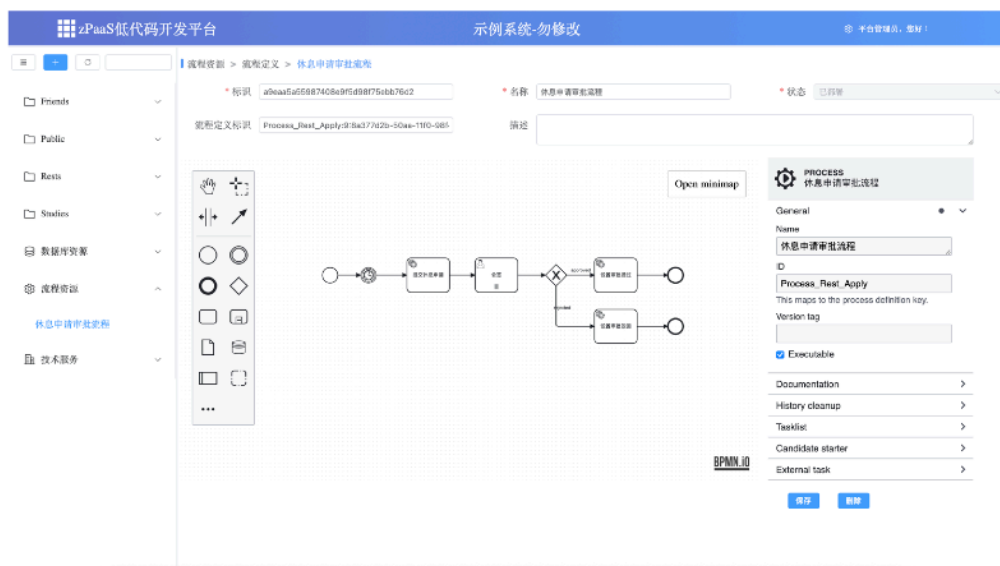 zPaaS低代码开发平台
示例系统-勿修改
平台管理员，您好！
流程资源 > 流程定义 > 休息申请审批流程
* 标识
* 名称 休息申请审批流程
* 状态 已部署
流程定义标识
描述
Friends
Public
Rests
Studies
数据库资源
流程资源
休息申请审批流程
技术服务
Open minimap
approved
rejected
BPMN.iO
PROCESS
休息申请审批流程
General
Name
休息申请审批流程
ID
Process_Rest_Apply
This maps to the process definition key.
Version tag
Executable
Documentation
History cleanup
Tasklist
Candidate starter
External task
保存
删除